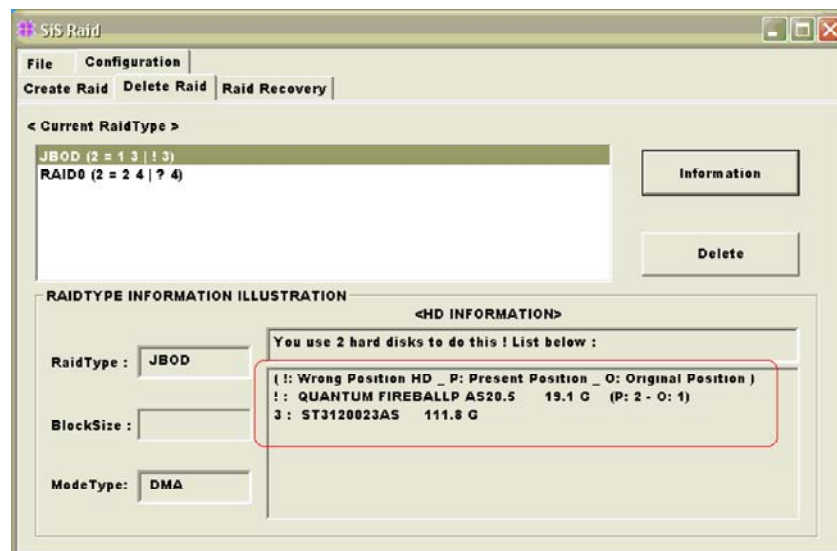 SiS Raid
File Configuration
Create Raid Delete Raid Raid Recovery
< Current RaidType >
JBOD (2 = 1 3 | ! 3)
RAID0 (2 = 2 4 | ? 4)
Information
Delete
RAIDTYPE INFORMATION ILLUSTRATION
<HD INFORMATION>
You use 2 hard disks to do this ! List below :
RaidType : JBOD
( !: Wrong Position HD _ P: Present Position _ O: Original Position )
! : QUANTUM FIREBALLP AS20.5 19.1 G (P: 2 - O: 1)
3 : ST3120023AS 111.8 G
BlockSize :
ModeType: DMA